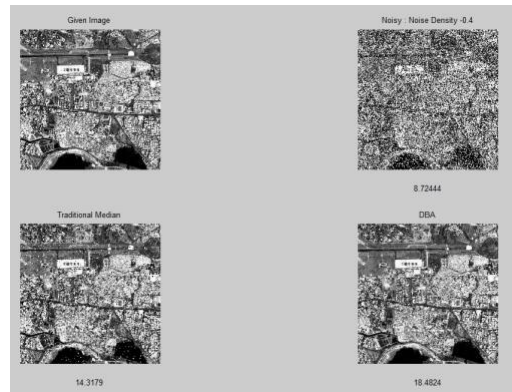 Given Image
Noisy : Noise Density -0.4
8.72444
Traditional Median
DBA
14.3179
18.4824